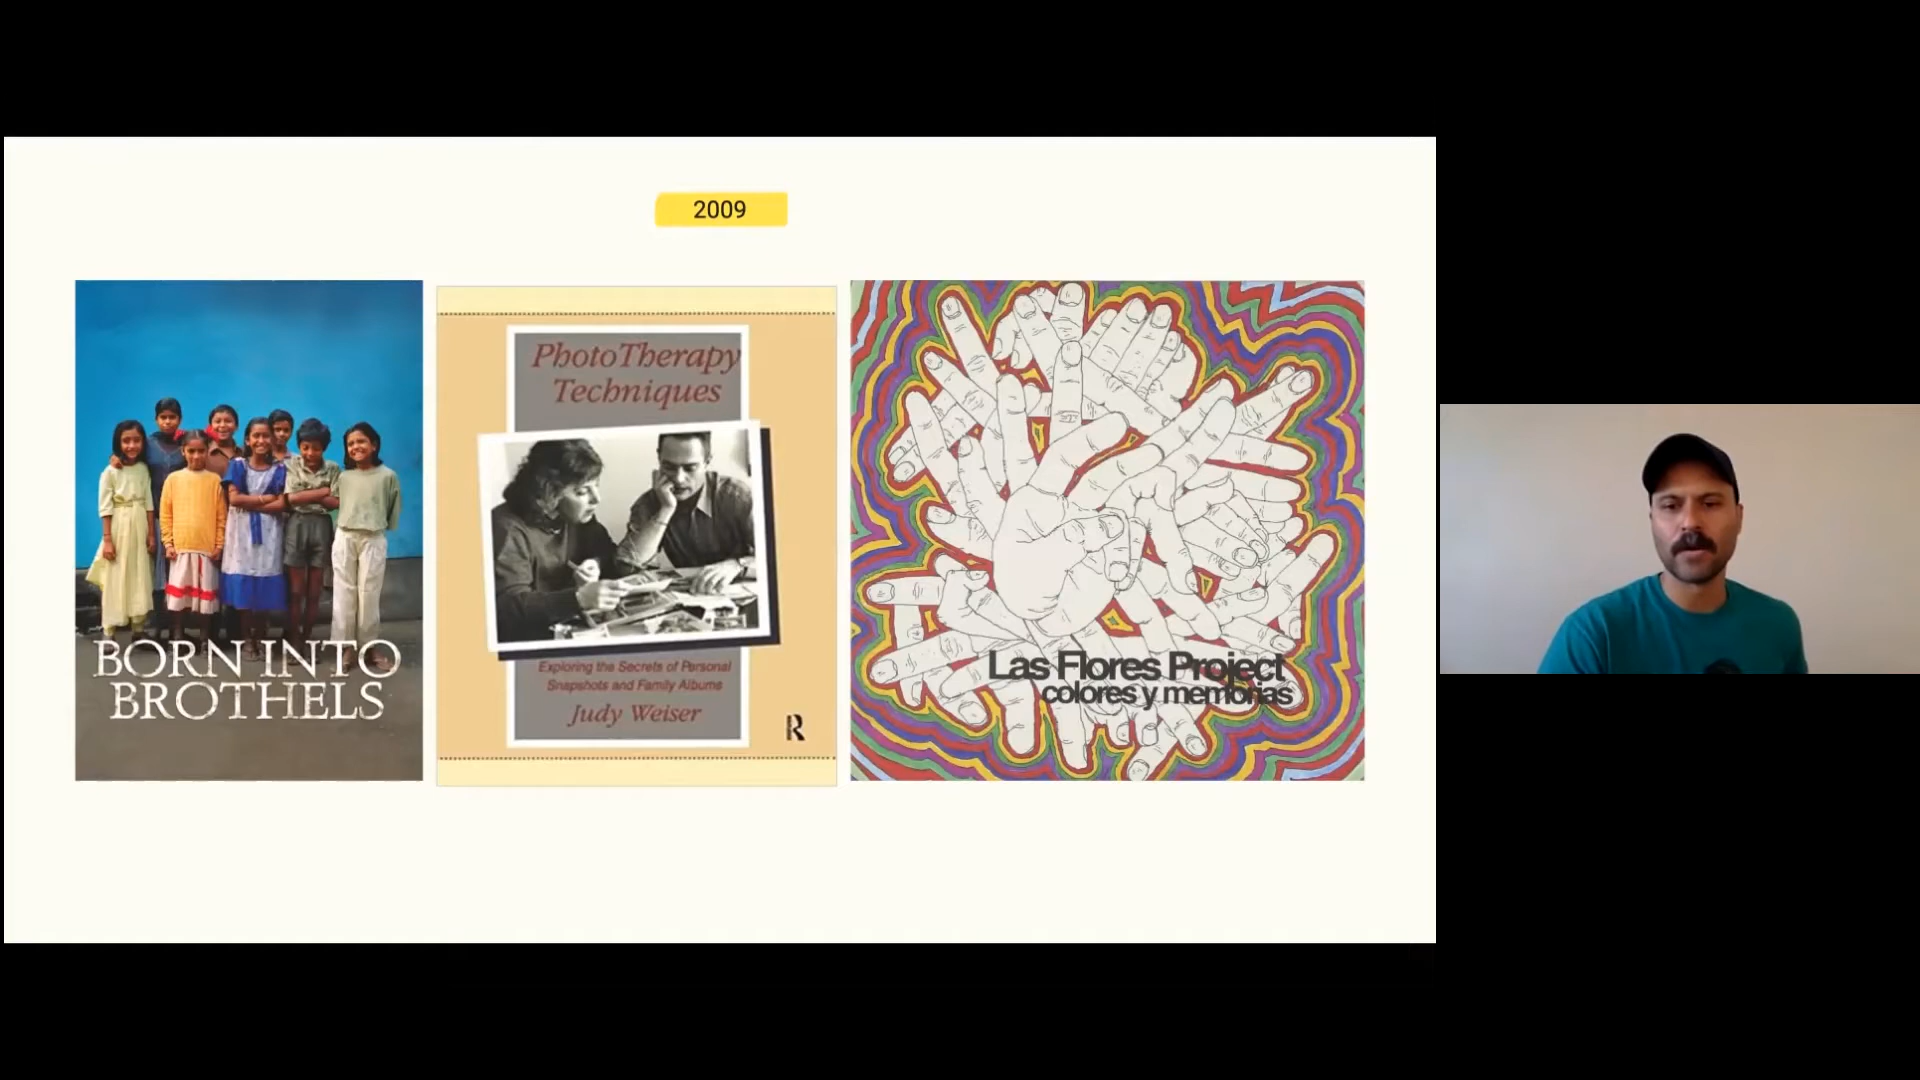 2009
BORN INTO
BROTHELS
PhotoTherapy
Techniques
Exploring the Secrets of Personal
Snapshots and Family Albums
Judy Weiser
R
Las Flores Project
colores y memorias